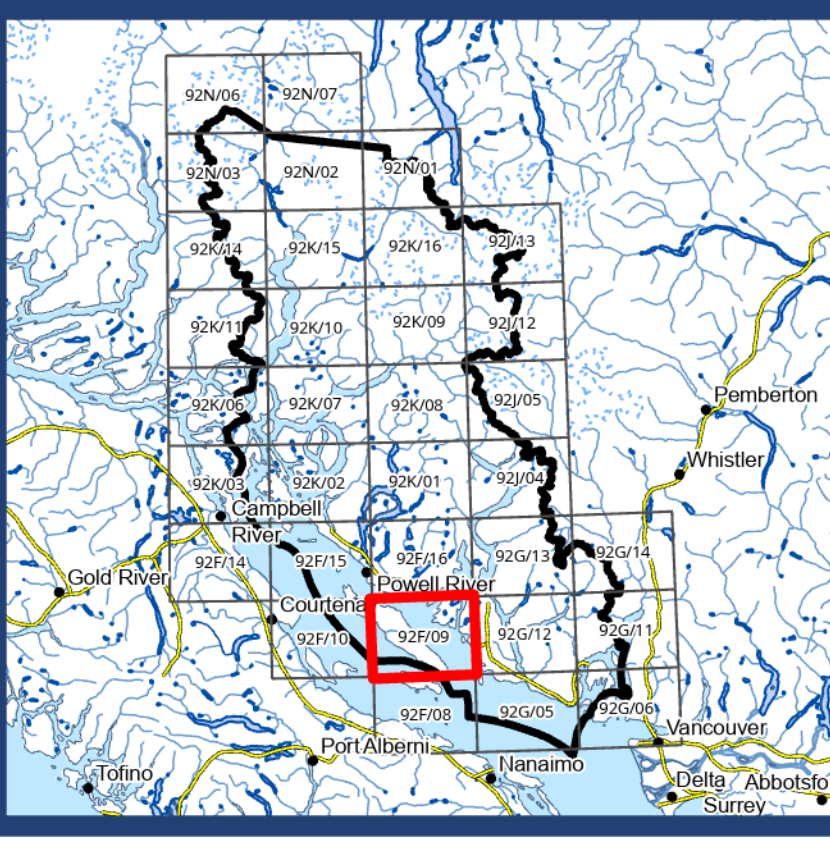 92N/06
92N/07
92N/03
92N/02
92N/01
92K/14
92K/15
92K/16
92J/13
92K/11
92K/10
92K/09
92J/12
92K/06
92K/07
92K/08
92J/05
Pemberton
Whistler
92K/03
92K/02
92K/01
92J/04
Campbell
River
92F/14
92F/15
92F/16
92G/13
92G/14
Gold River
Powell River
Courtena
92F/10
92F/09
92G/12
92G/11
92F/08
92G/05
92G/06
Vancouver
Port Alberni
Nanaimo
Tofino
Delta
Abbotsfo
Surrey